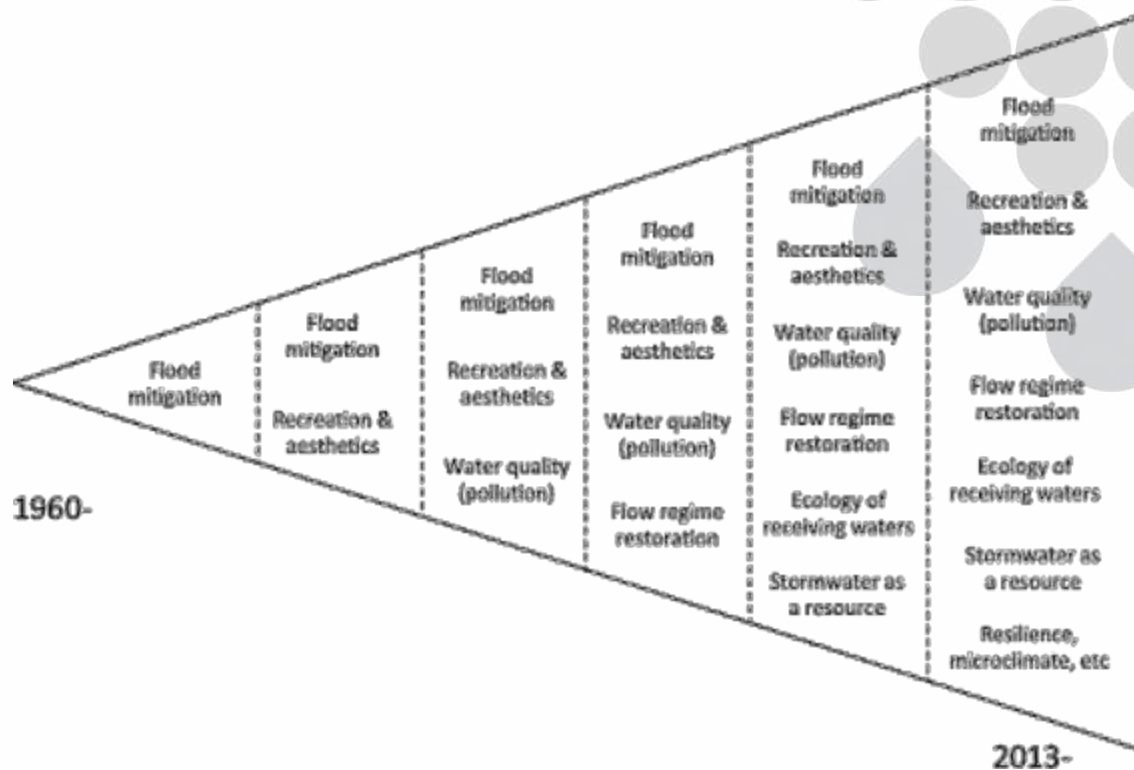 Flood
mitigation
Flood
mitigation
Recreation &
aesthetics
Flood
mitigation
Recreation &
aesthetics
Water quality
(pollution)
Flood
mitigation
Recreation &
aesthetics
Water quality
(pollution)
Flow regime
restoration
Flood
mitigation
Recreation &
aesthetics
Water quality
(pollution)
Flow regime
restoration
Ecology of
receiving waters
Stormwater as
a resource
Flood
mitigation
Recreation &
aesthetics
Water quality
(pollution)
Flow regime
restoration
Ecology of
receiving waters
Stormwater as
a resource
Resilience,
microclimate, etc
1960-
2013-